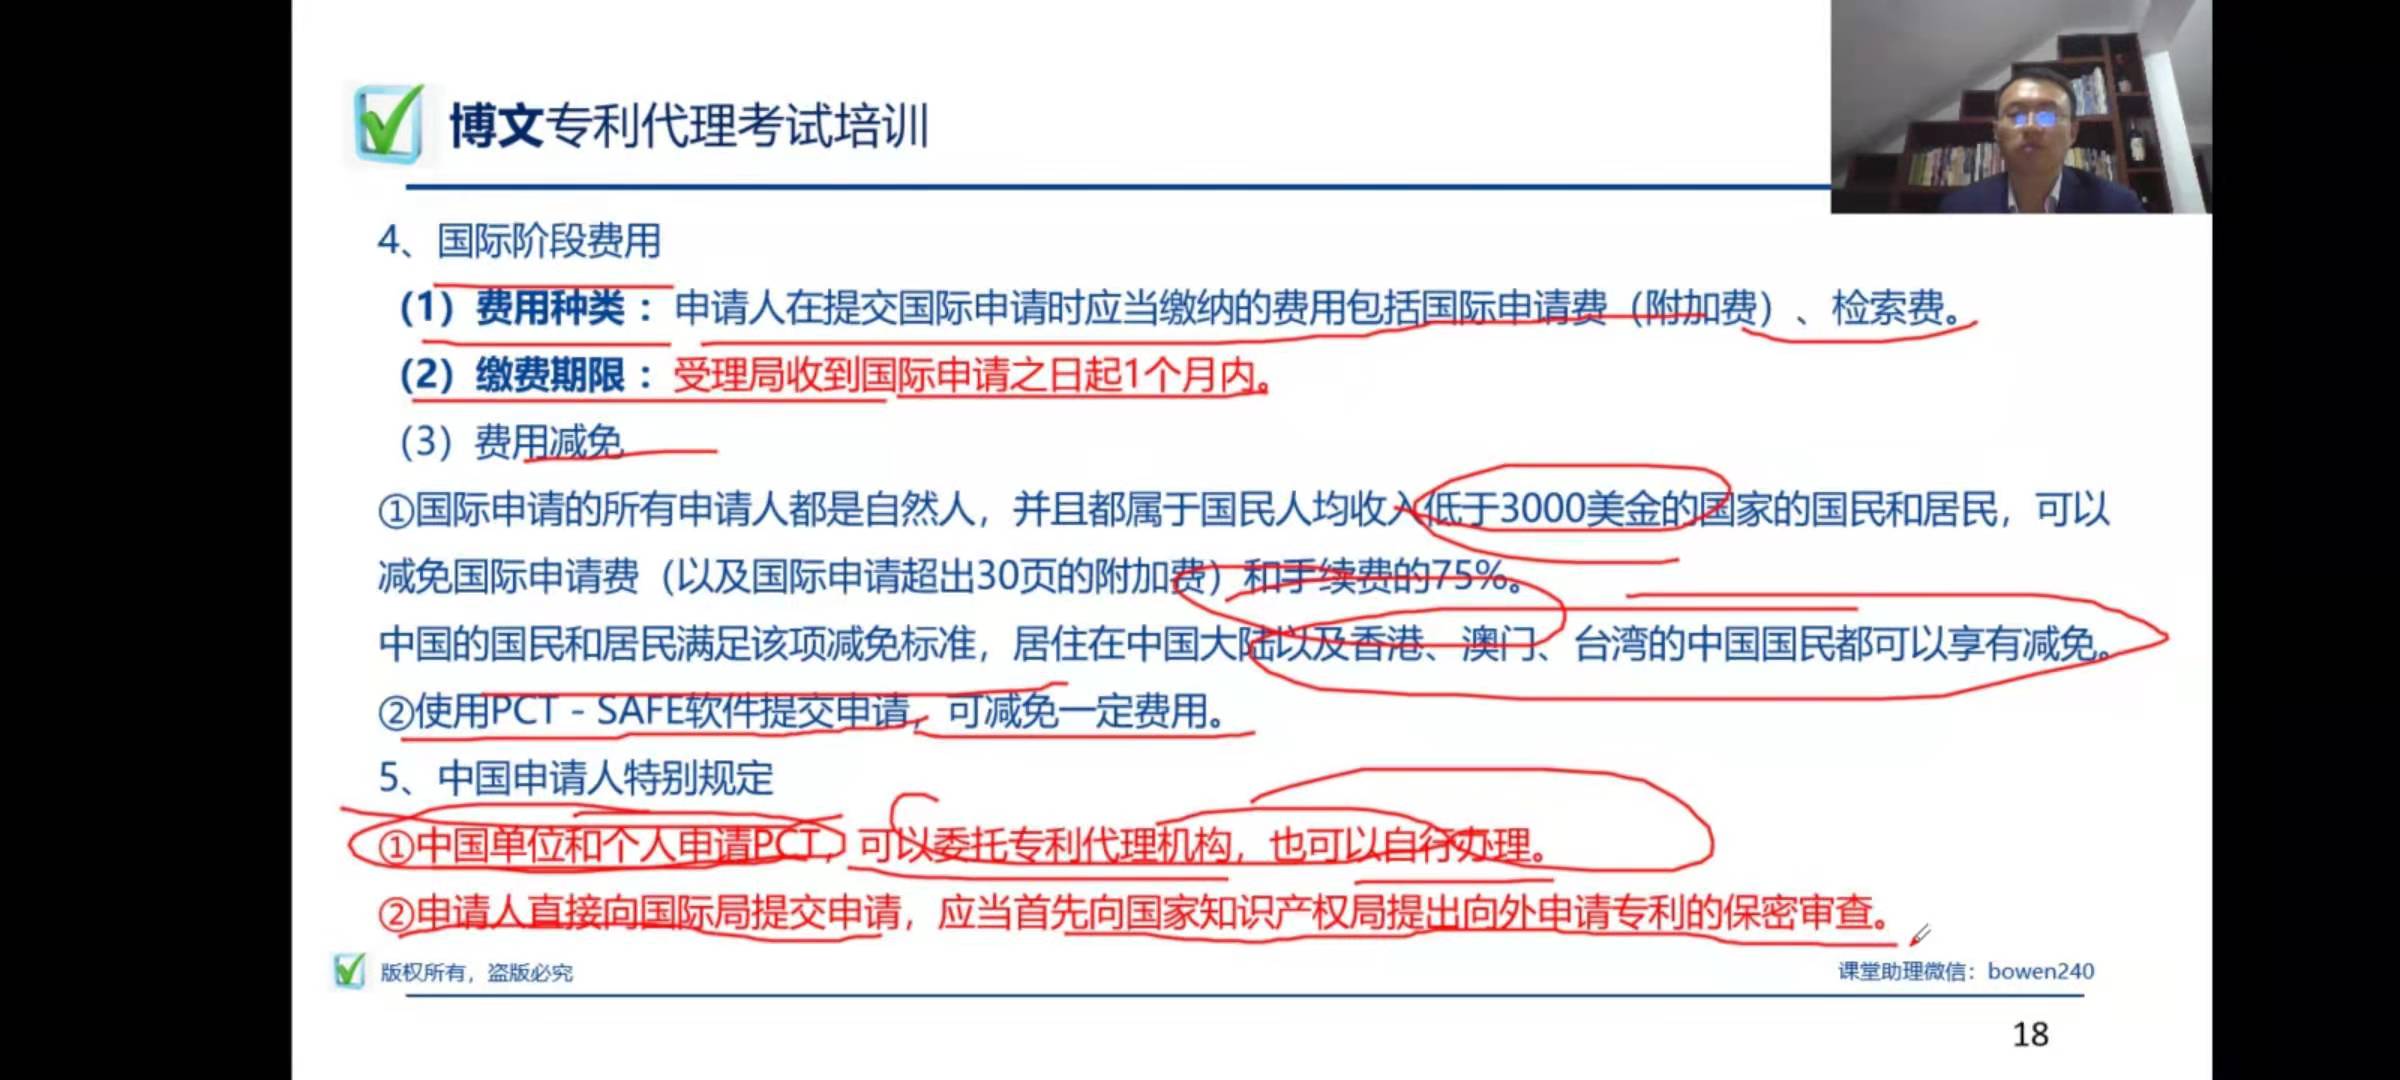 博文专利代理考试培训
4、国际阶段费用
（1）费用种类：申请人在提交国际申请时应当缴纳的费用包括国际申请费（附加费）、检索费。
（2）缴费期限：受理局收到国际申请之日起1个月内。
（3）费用减免
①国际申请的所有申请人都是自然人，并且都属于国民人均收入低于3000美金的国家的国民和居民，可以
减免国际申请费（以及国际申请超出30页的附加费）和手续费的75%。
中国的国民和居民满足该项减免标准，居住在中国大陆以及香港、澳门、台湾的中国国民都可以享有减免。
②使用PCT－SAFE软件提交申请，可减免一定费用。
5、中国申请人特别规定
①中国单位和个人申请PCT，可以委托专利代理机构，也可以自行办理。
②申请人直接向国际局提交申请，应当首先向国家知识产权局提出向外申请专利的保密审查。
版权所有，盗版必究
课堂助理微信：bowen240
18